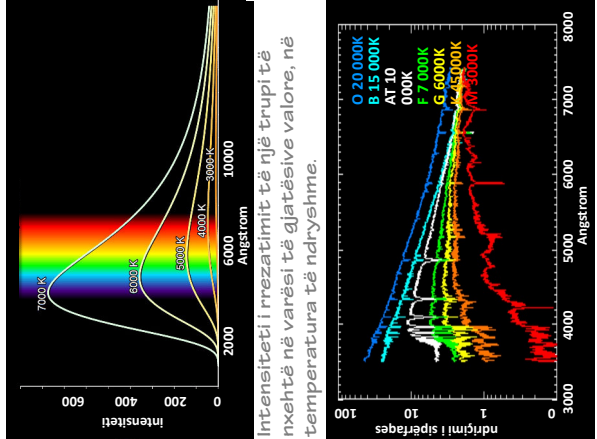 600
400
200
0
intensiteti
7000 K
6000 K
5000 K
4000 K
3000 K
2000
6000
10000
Angstrom
Intensiteti i rrezatimit të një trupi të
nxehtë në varësi të gjatësive valore, në
temperatura të ndryshme.
100
10
1
0
ndriçimi i sipërfaqes
O 20 000K
B 15 000K
AT 10
000K
F 7 000K
G 6000K
M 3000K
3000
4000
5000
6000
7000
8000
Angstrom